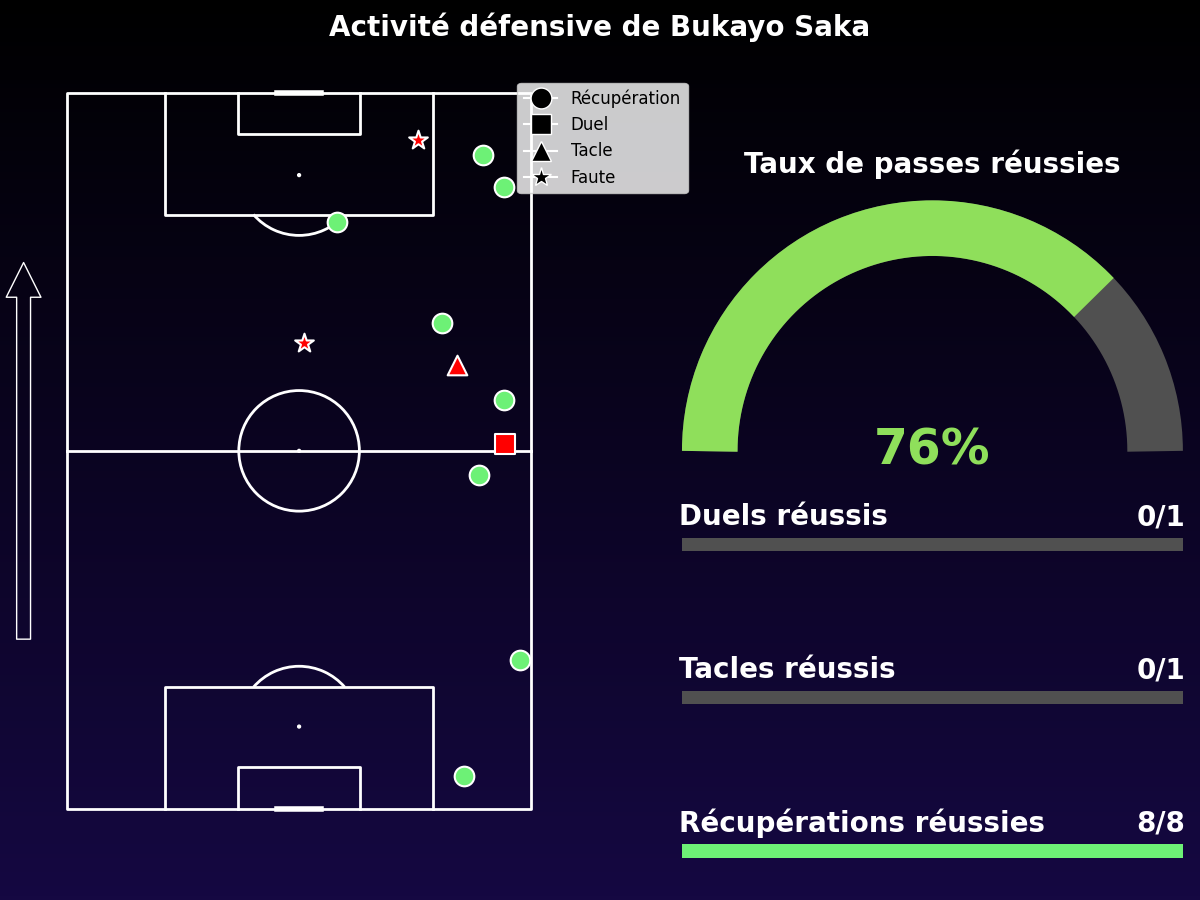 Activité défensive de Bukayo Saka
Récupération
Duel
Tacle
Faute
Taux de passes réussies
76%
Duels réussis 0/1
Tacles réussis 0/1
Récupérations réussies 8/8